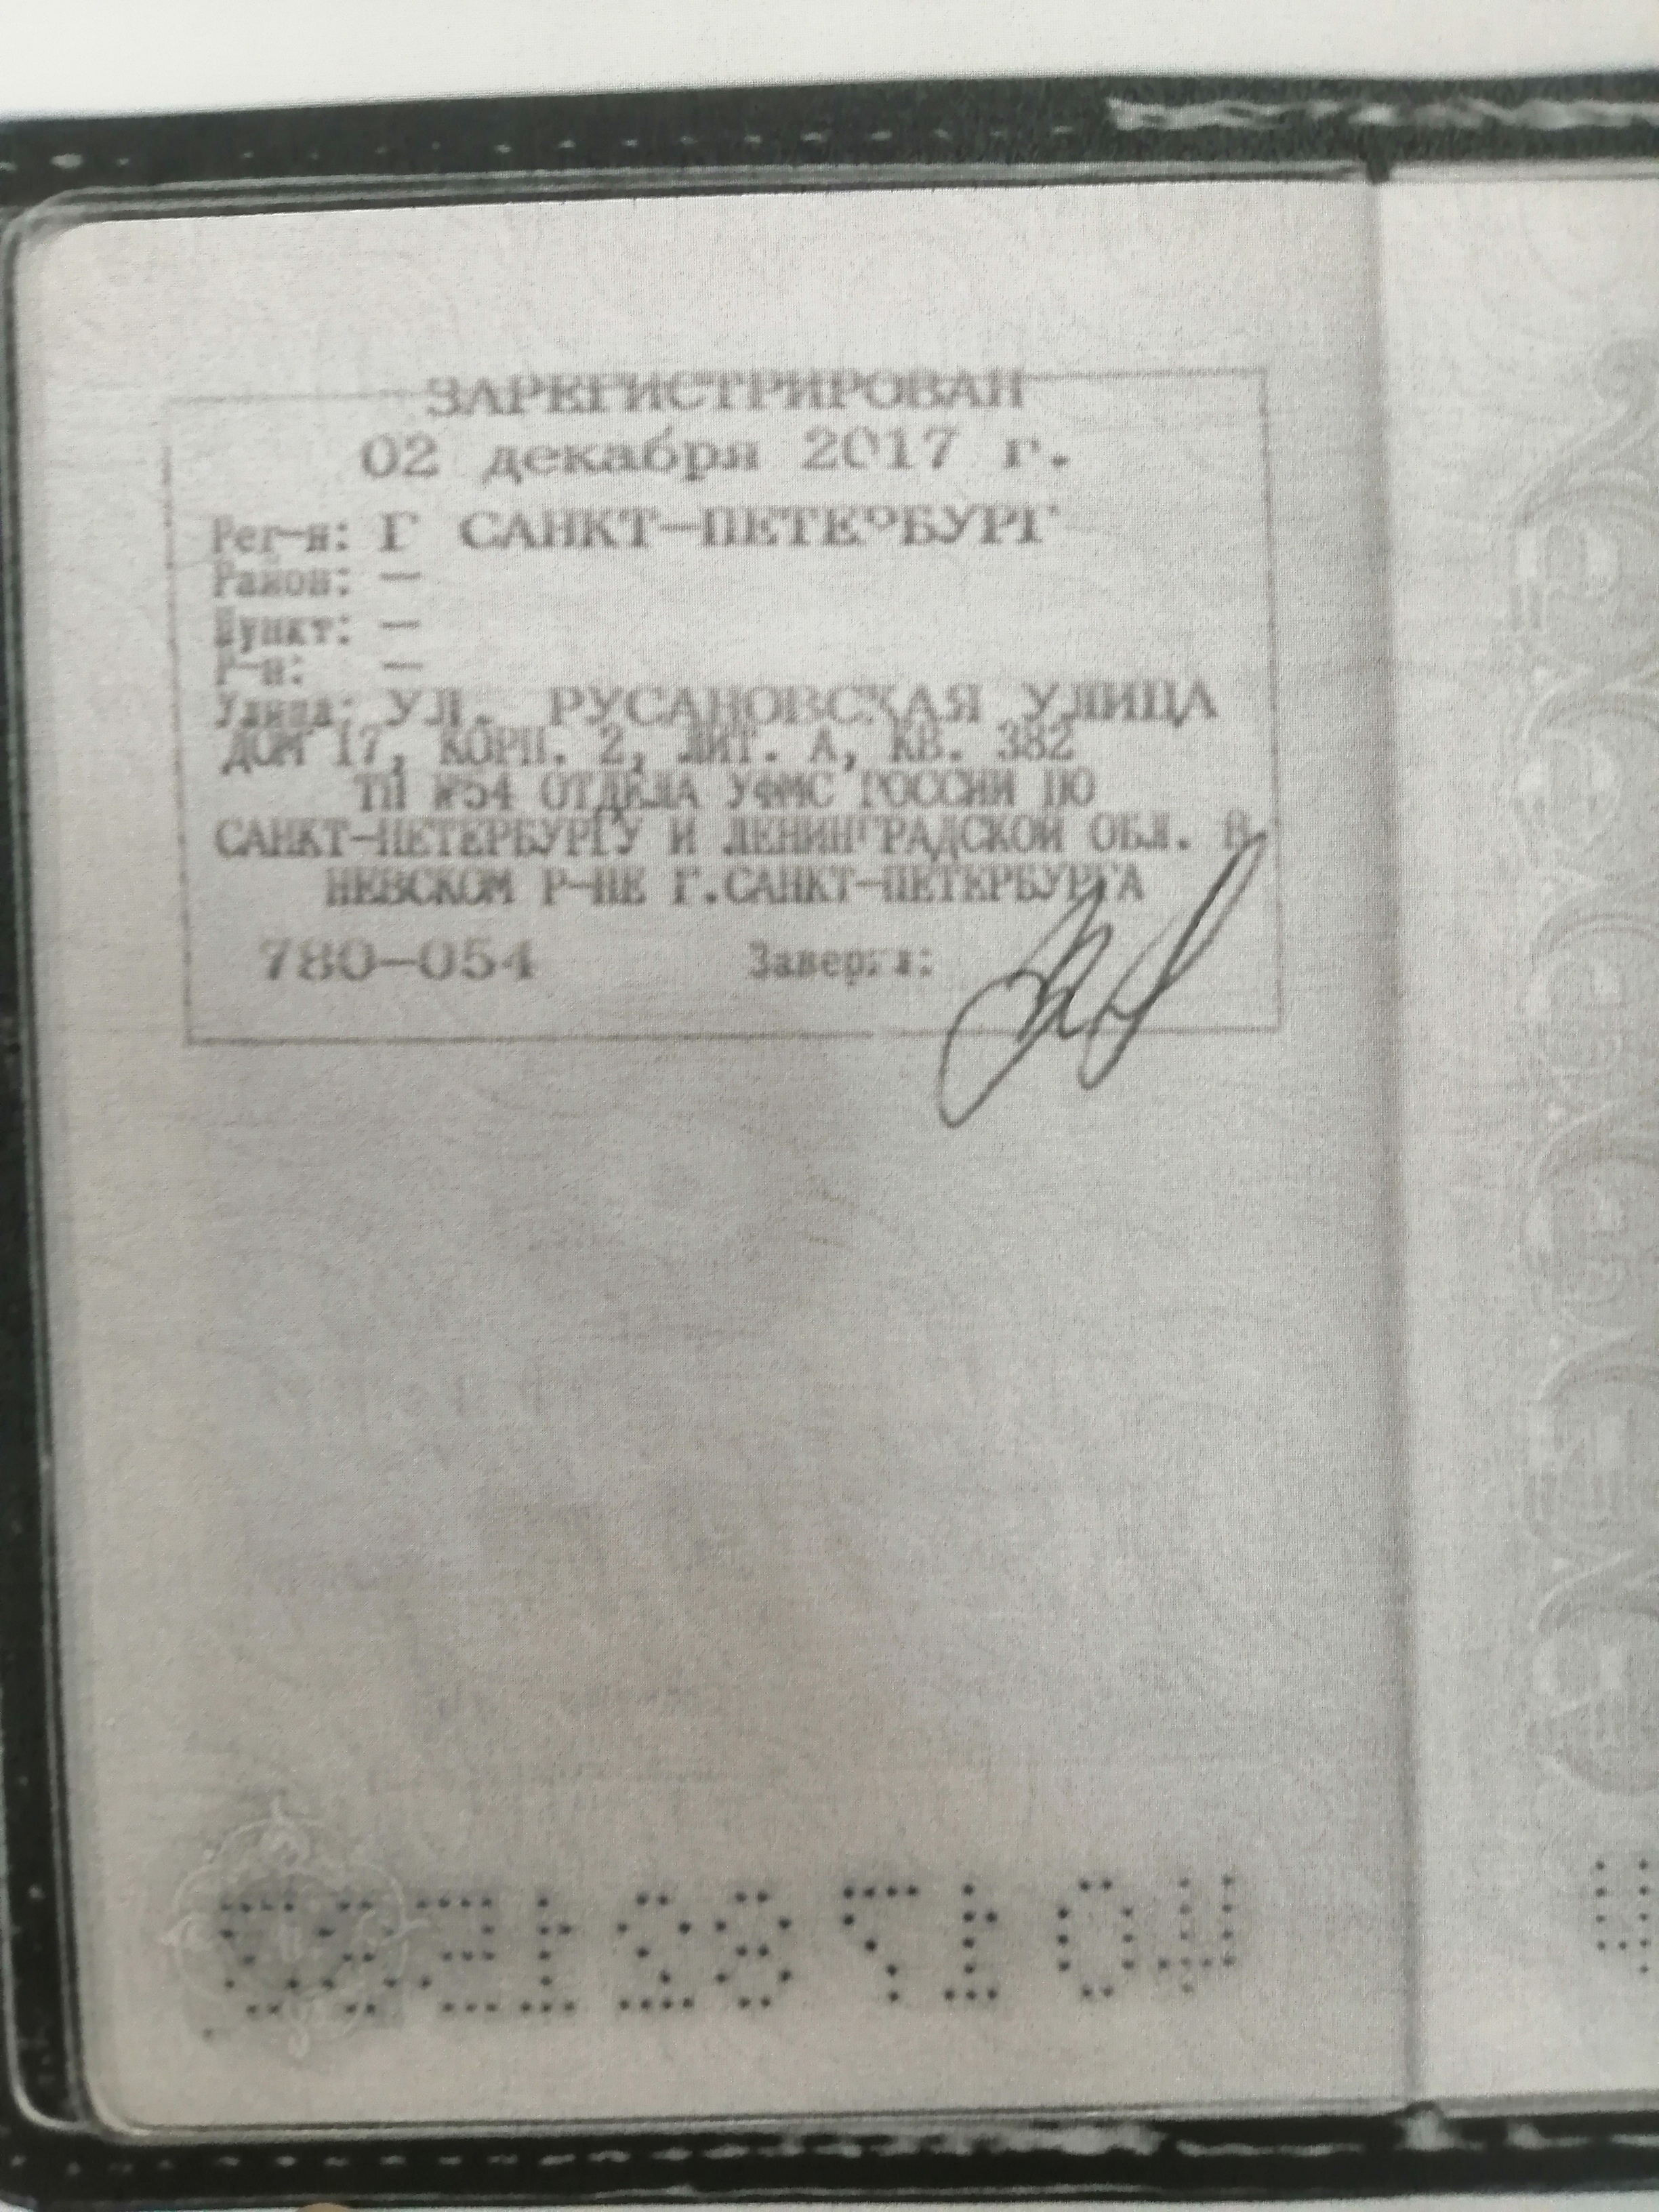 ЗАРЕГИСТРИРОВАН
02 декабря 2017 г.
Рег-н: Г САНКТ-ПЕТЕРБУРГ
Район: —
Пункт: —
Р-н: —
Улица: УЛ. РУСАНОВСКАЯ УЛИЦА
ДОМ 17, КОРП. 2, ЛИТ. А, КВ. 382
ТП №54 ОТДЕЛА УФМС РОССИИ ПО
САНКТ-ПЕТЕРБУРГУ И ЛЕНИНГРАДСКОЙ ОБЛ. В
НЕВСКОМ Р-НЕ Г.САНКТ-ПЕТЕРБУРГА
780-054 Заверил: